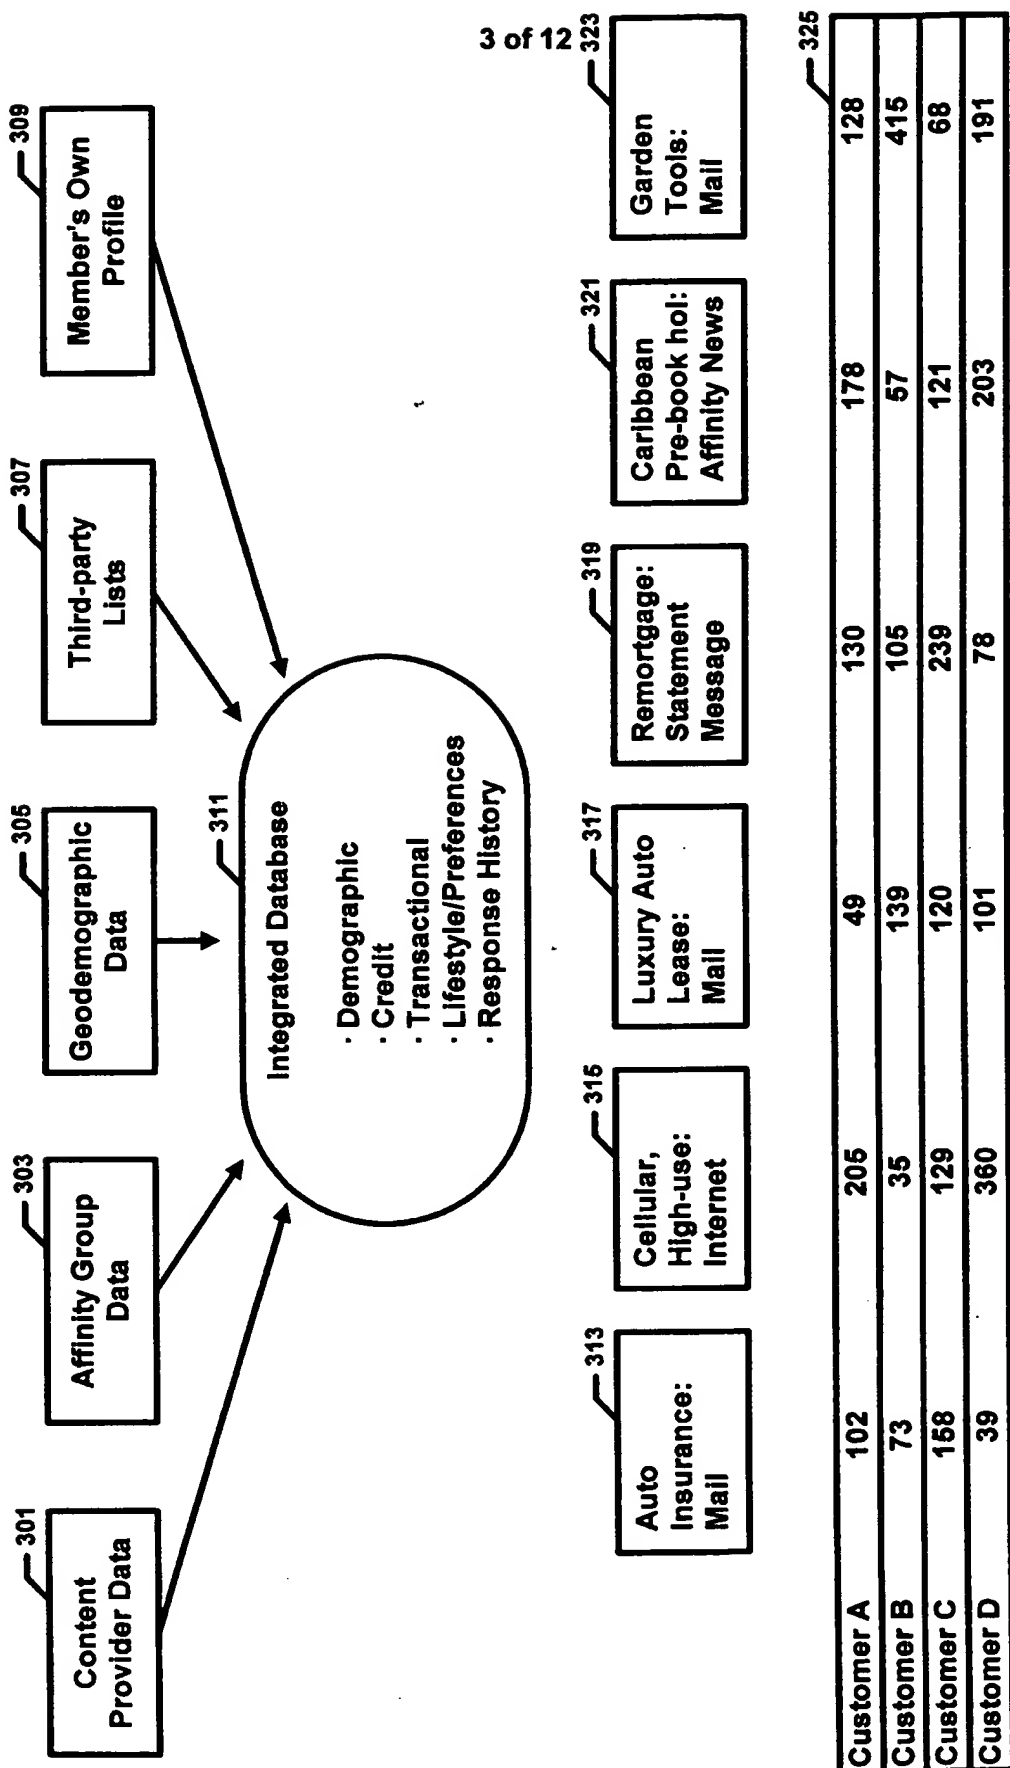 3 of 12
301
Content
Provider Data
303
Affinity Group
Data
305
Geodemographic
Data
307
Third-party
Lists
309
Member's Own
Profile
311
Integrated Database
· Demographic
· Credit
· Transactional
· Lifestyle/Preferences
· Response History
313
Auto
Insurance:
Mail
315
Cellular,
High-use:
Internet
317
Luxury Auto
Lease:
Mail
319
Remortgage:
Statement
Message
321
Caribbean
Pre-book hol:
Affinity News
323
Garden
Tools:
Mail
325
Customer A 102 205 49 130 178 128
Customer B 73 35 139 105 57 415
Customer C 158 129 120 239 121 68
Customer D 39 360 101 78 203 191